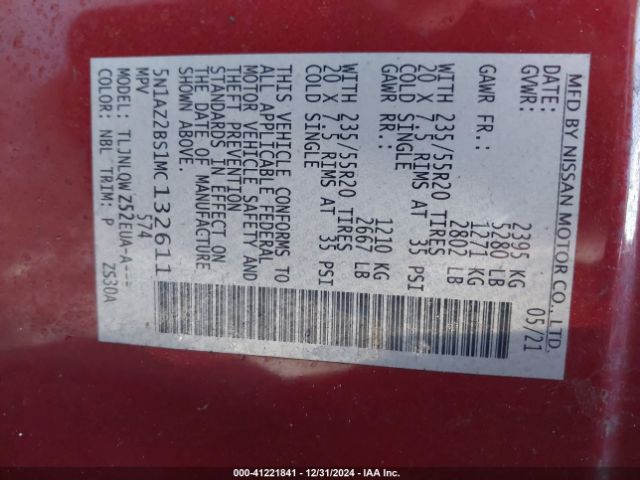 MFD BY NISSAN MOTOR CO., LTD.
DATE: 05/21
GVWR: 2395 KG
5280 LB
GAWR FR.: 1271 KG
2802 LB
WITH 235/55R20 TIRES
20 X 7.5 RIMS AT 35 PSI
COLD SINGLE
GAWR RR.: 1210 KG
2667 LB
WITH 235/55R20 TIRES
20 X 7.5 RIMS AT 35 PSI
COLD SINGLE
THIS VEHICLE CONFORMS TO
ALL APPLICABLE FEDERAL
MOTOR VEHICLE SAFETY AND
THEFT PREVENTION
STANDARDS IN EFFECT ON
THE DATE OF MANUFACTURE
SHOWN ABOVE.
5N1AZ2BS1MC132611
MPV 574
TLJNLQWZ52EUA-A---
COLOR: NBL TRIM: P ZS30A
000-41221841 - 12/31/2024 - IAA Inc.